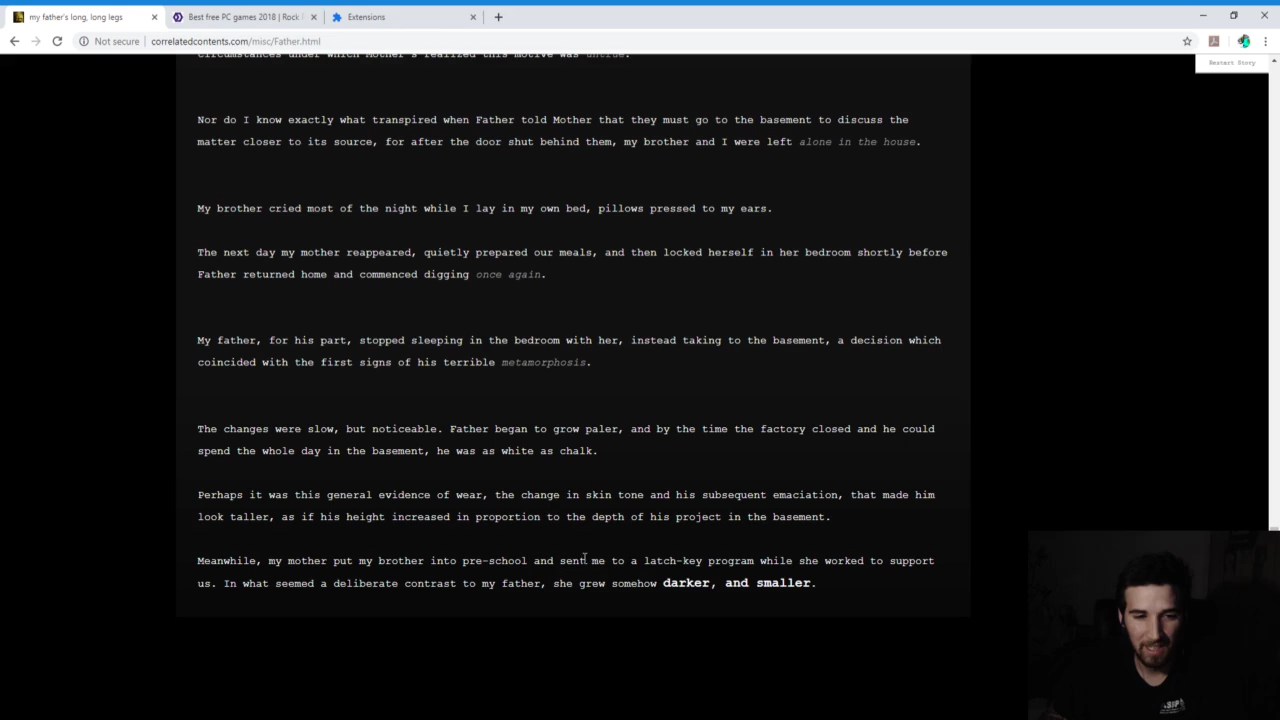 my father's long, long legs
Best free PC games 2018 | Rock
Extensions
Not secure
correlatedcontents.com/misc/Father.html
Restart Story
circumstances under which Mother's realized this motive was untrue.
Nor do I know exactly what transpired when Father told Mother that they must go to the basement to discuss the
matter closer to its source, for after the door shut behind them, my brother and I were left alone in the house.
My brother cried most of the night while I lay in my own bed, pillows pressed to my ears.
The next day my mother reappeared, quietly prepared our meals, and then locked herself in her bedroom shortly before
Father returned home and commenced digging once again.
My father, for his part, stopped sleeping in the bedroom with her, instead taking to the basement, a decision which
coincided with the first signs of his terrible metamorphosis.
The changes were slow, but noticeable. Father began to grow paler, and by the time the factory closed and he could
spend the whole day in the basement, he was as white as chalk.
Perhaps it was this general evidence of wear, the change in skin tone and his subsequent emaciation, that made him
look taller, as if his height increased in proportion to the depth of his project in the basement.
Meanwhile, my mother put my brother into pre-school and sent me to a latch-key program while she worked to support
us. In what seemed a deliberate contrast to my father, she grew somehow darker, and smaller.